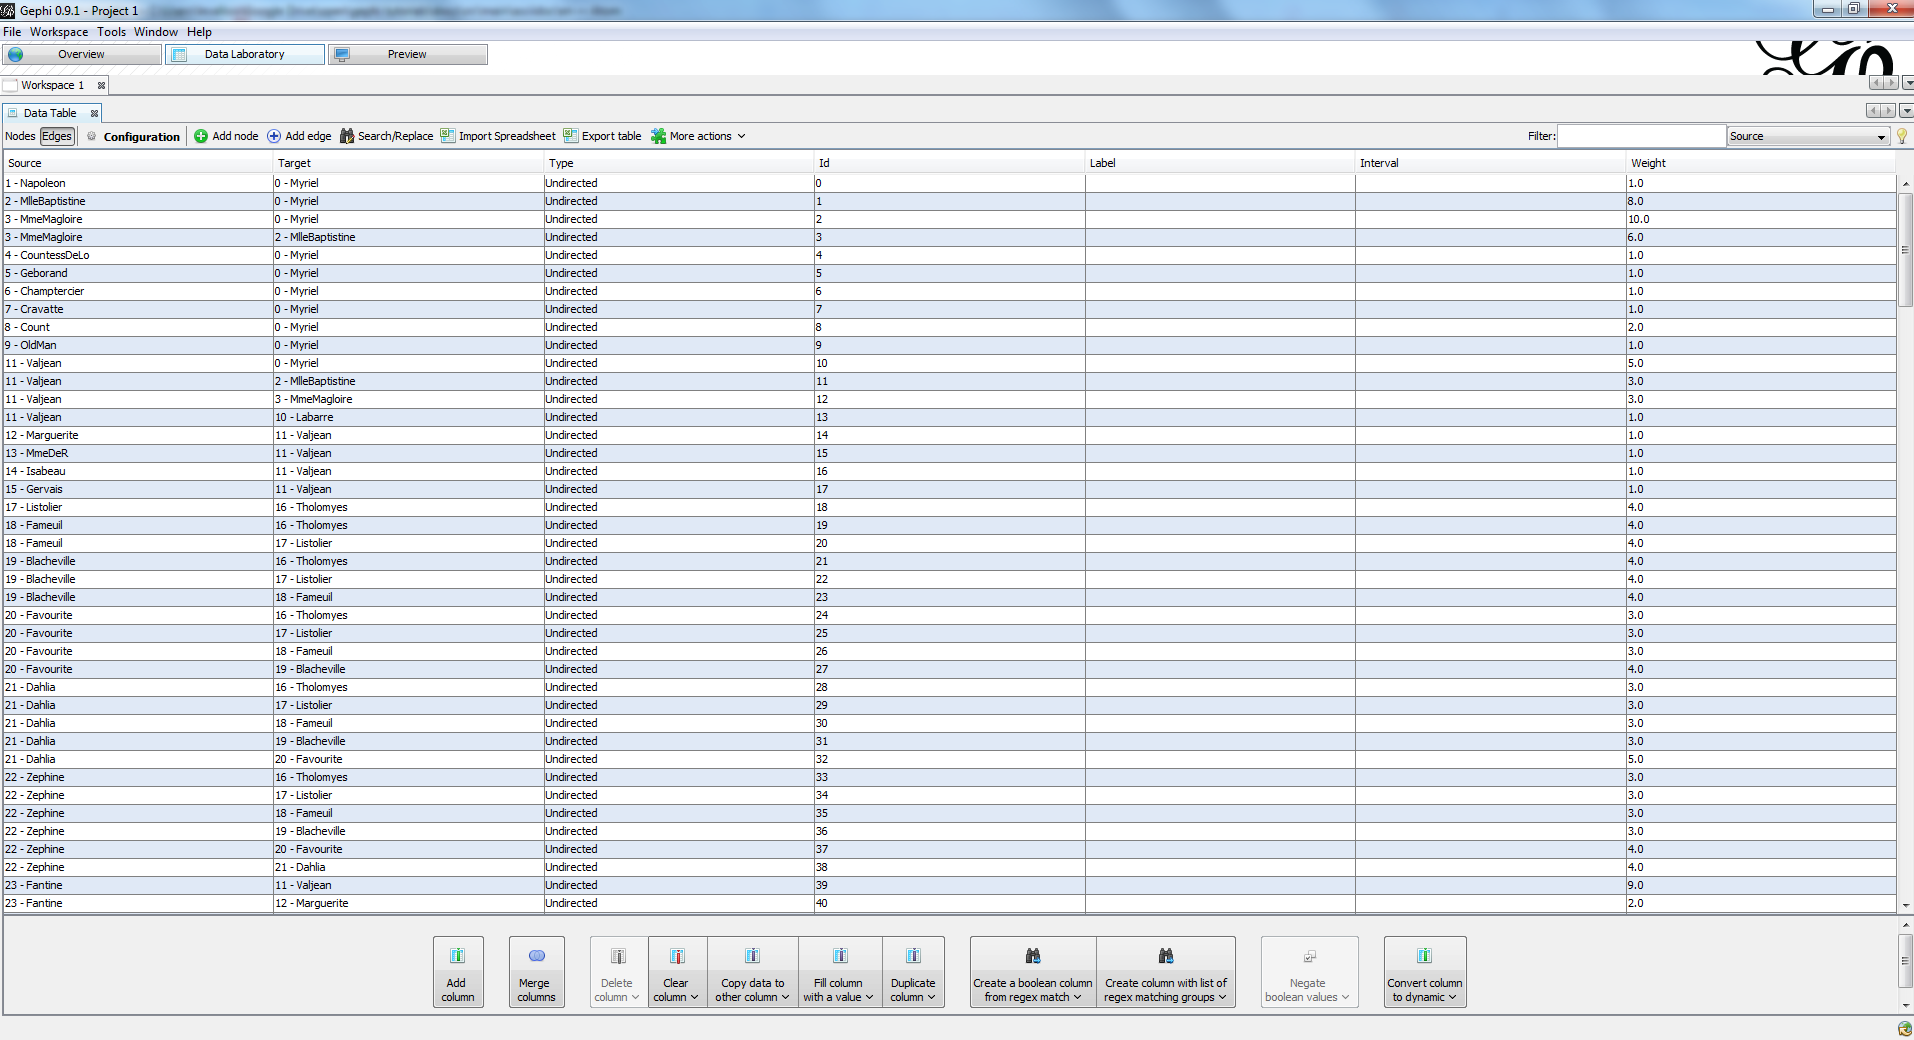 Gephi 0.9.1 - Project 1
File Workspace Tools Window Help
Overview Data Laboratory Preview
Workspace 1
Data Table
Nodes Edges Configuration Add node Add edge Search/Replace Import Spreadsheet Export table More actions Filter: Source
Source Target Type Id Label Interval Weight
1 - Napoleon 0 - Myriel Undirected 0 1.0
2 - MlleBaptistine 0 - Myriel Undirected 1 8.0
3 - MmeMagloire 0 - Myriel Undirected 2 10.0
3 - MmeMagloire 2 - MlleBaptistine Undirected 3 6.0
4 - CountessDeLo 0 - Myriel Undirected 4 1.0
5 - Geborand 0 - Myriel Undirected 5 1.0
6 - Champtercier 0 - Myriel Undirected 6 1.0
7 - Cravatte 0 - Myriel Undirected 7 1.0
8 - Count 0 - Myriel Undirected 8 2.0
9 - OldMan 0 - Myriel Undirected 9 1.0
11 - Valjean 0 - Myriel Undirected 10 5.0
11 - Valjean 2 - MlleBaptistine Undirected 11 3.0
11 - Valjean 3 - MmeMagloire Undirected 12 3.0
11 - Valjean 10 - Labarre Undirected 13 1.0
12 - Marguerite 11 - Valjean Undirected 14 1.0
13 - MmeDeR 11 - Valjean Undirected 15 1.0
14 - Isabeau 11 - Valjean Undirected 16 1.0
15 - Gervais 11 - Valjean Undirected 17 1.0
17 - Listolier 16 - Tholomyes Undirected 18 4.0
18 - Fameuil 16 - Tholomyes Undirected 19 4.0
18 - Fameuil 17 - Listolier Undirected 20 4.0
19 - Blacheville 16 - Tholomyes Undirected 21 4.0
19 - Blacheville 17 - Listolier Undirected 22 4.0
19 - Blacheville 18 - Fameuil Undirected 23 4.0
20 - Favourite 16 - Tholomyes Undirected 24 3.0
20 - Favourite 17 - Listolier Undirected 25 3.0
20 - Favourite 18 - Fameuil Undirected 26 3.0
20 - Favourite 19 - Blacheville Undirected 27 4.0
21 - Dahlia 16 - Tholomyes Undirected 28 3.0
21 - Dahlia 17 - Listolier Undirected 29 3.0
21 - Dahlia 18 - Fameuil Undirected 30 3.0
21 - Dahlia 19 - Blacheville Undirected 31 3.0
21 - Dahlia 20 - Favourite Undirected 32 5.0
22 - Zephine 16 - Tholomyes Undirected 33 3.0
22 - Zephine 17 - Listolier Undirected 34 3.0
22 - Zephine 18 - Fameuil Undirected 35 3.0
22 - Zephine 19 - Blacheville Undirected 36 3.0
22 - Zephine 20 - Favourite Undirected 37 4.0
22 - Zephine 21 - Dahlia Undirected 38 4.0
23 - Fantine 11 - Valjean Undirected 39 9.0
23 - Fantine 12 - Marguerite Undirected 40 2.0
Add column
Merge columns
Delete column
Clear column
Copy data to other column
Fill column with a value
Duplicate column
Create a boolean column from regex match
Create column with list of regex matching groups
Negate boolean values
Convert column to dynamic